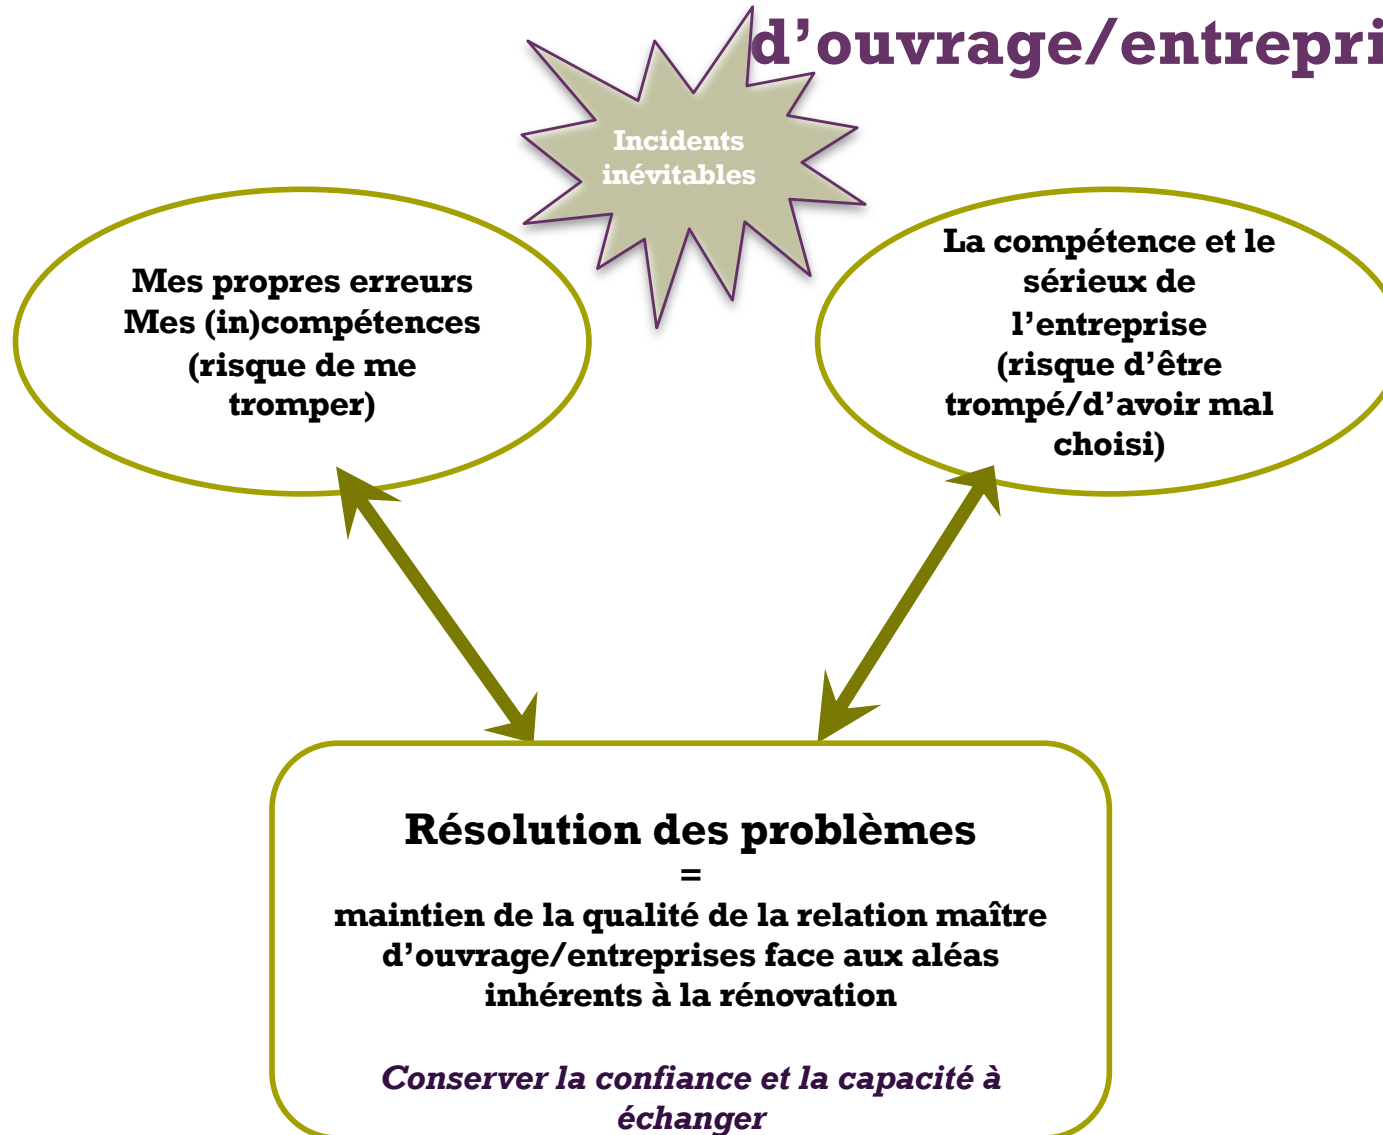 d’ouvrage/entrepri
Incidents
inévitables
Mes propres erreurs
Mes (in)compétences
(risque de me
tromper)
La compétence et le
sérieux de
l’entreprise
(risque d’être
trompé/d’avoir mal
choisi)
Résolution des problèmes
=
maintien de la qualité de la relation maître
d’ouvrage/entreprises face aux aléas
inhérents à la rénovation
Conserver la confiance et la capacité à
échanger